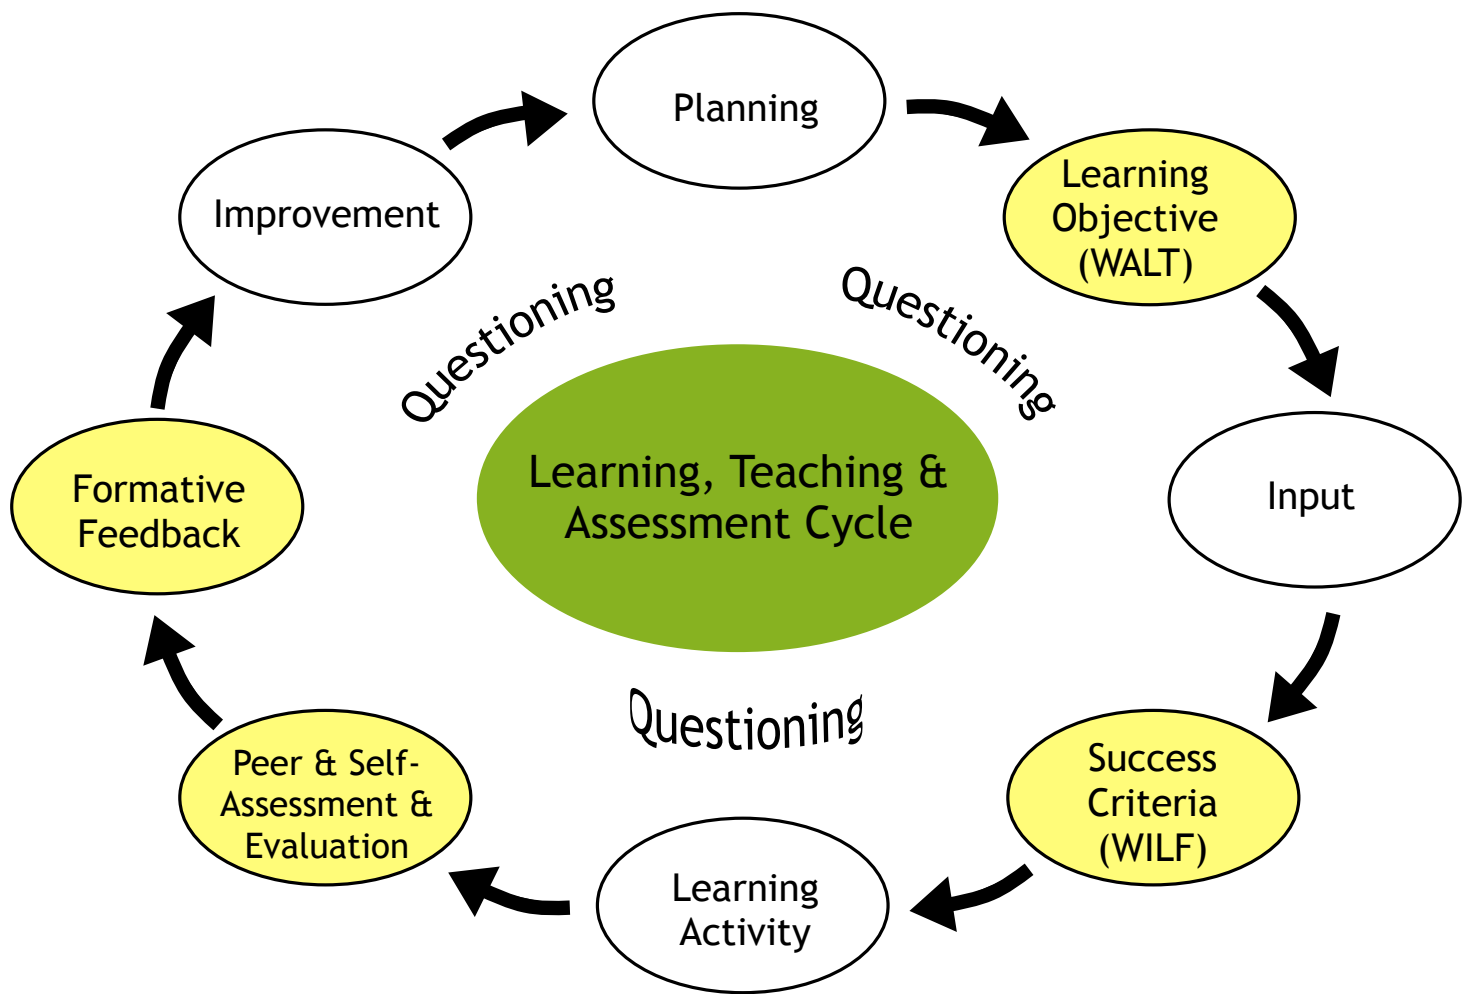 Planning
Learning
Objective
(WALT)
Input
Success
Criteria
(WILF)
Learning
Activity
Peer & Self-
Assessment &
Evaluation
Formative
Feedback
Improvement
Questioning
Questioning
Questioning
Learning, Teaching &
Assessment Cycle